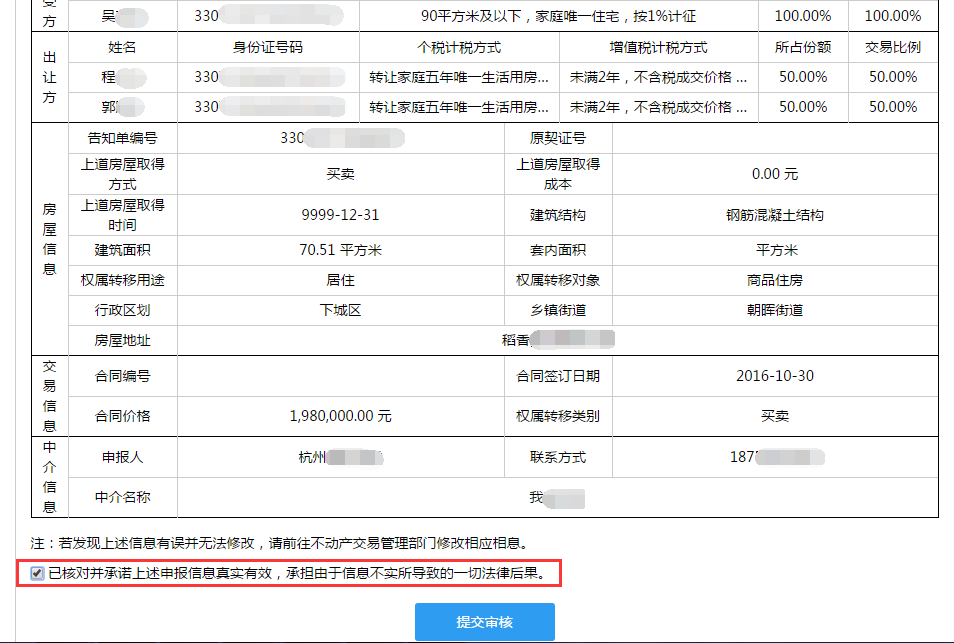 受方 吴 330 90平方米及以下，家庭唯一住宅，按1%计征 100.00% 100.00%
出让方 姓名 身份证号码 个税计税方式 增值税计税方式 所占份额 交易比例
程 330 转让家庭五年唯一生活用房... 未满2年，不含税成交价格 ... 50.00% 50.00%
郭 330 转让家庭五年唯一生活用房... 未满2年，不含税成交价格 ... 50.00% 50.00%
房屋信息 告知单编号 330 原契证号
上道房屋取得方式 买卖 上道房屋取得成本 0.00 元
上道房屋取得时间 9999-12-31 建筑结构 钢筋混凝土结构
建筑面积 70.51 平方米 套内面积 平方米
权属转移用途 居住 权属转移对象 商品住房
行政区划 下城区 乡镇街道 朝晖街道
房屋地址 稻香
交易信息 合同编号 合同签订日期 2016-10-30
合同价格 1,980,000.00 元 权属转移类别 买卖
中介信息 申报人 杭州 联系方式 187
中介名称 我
注：若发现上述信息有误并无法修改，请前往不动产交易管理部门修改相应相息。
已核对并承诺上述申报信息真实有效，承担由于信息不实所导致的一切法律后果。
提交审核